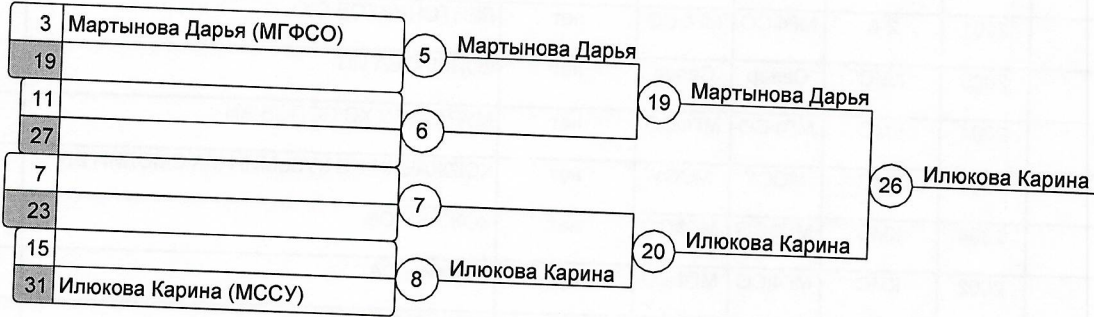 3 Мартынова Дарья (МГФСО)
19
11
27
7
23
15
31 Илюкова Карина (МССУ)
5 Мартынова Дарья
6
7
8 Илюкова Карина
19 Мартынова Дарья
20 Илюкова Карина
26 Илюкова Карина